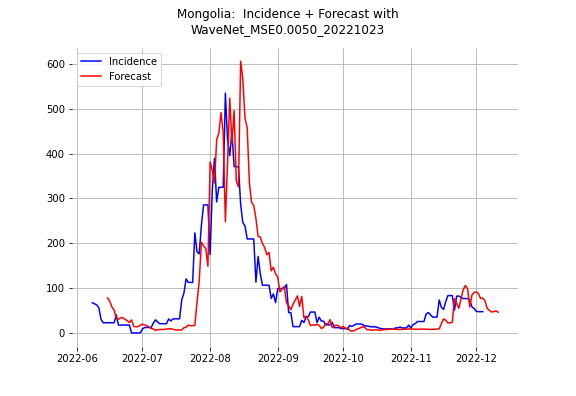 Mongolia:  Incidence + Forecast with
WaveNet_MSE0.0050_20221023
Incidence
Forecast
600
500
400
300
200
100
0
2022-06 2022-07 2022-08 2022-09 2022-10 2022-11 2022-12